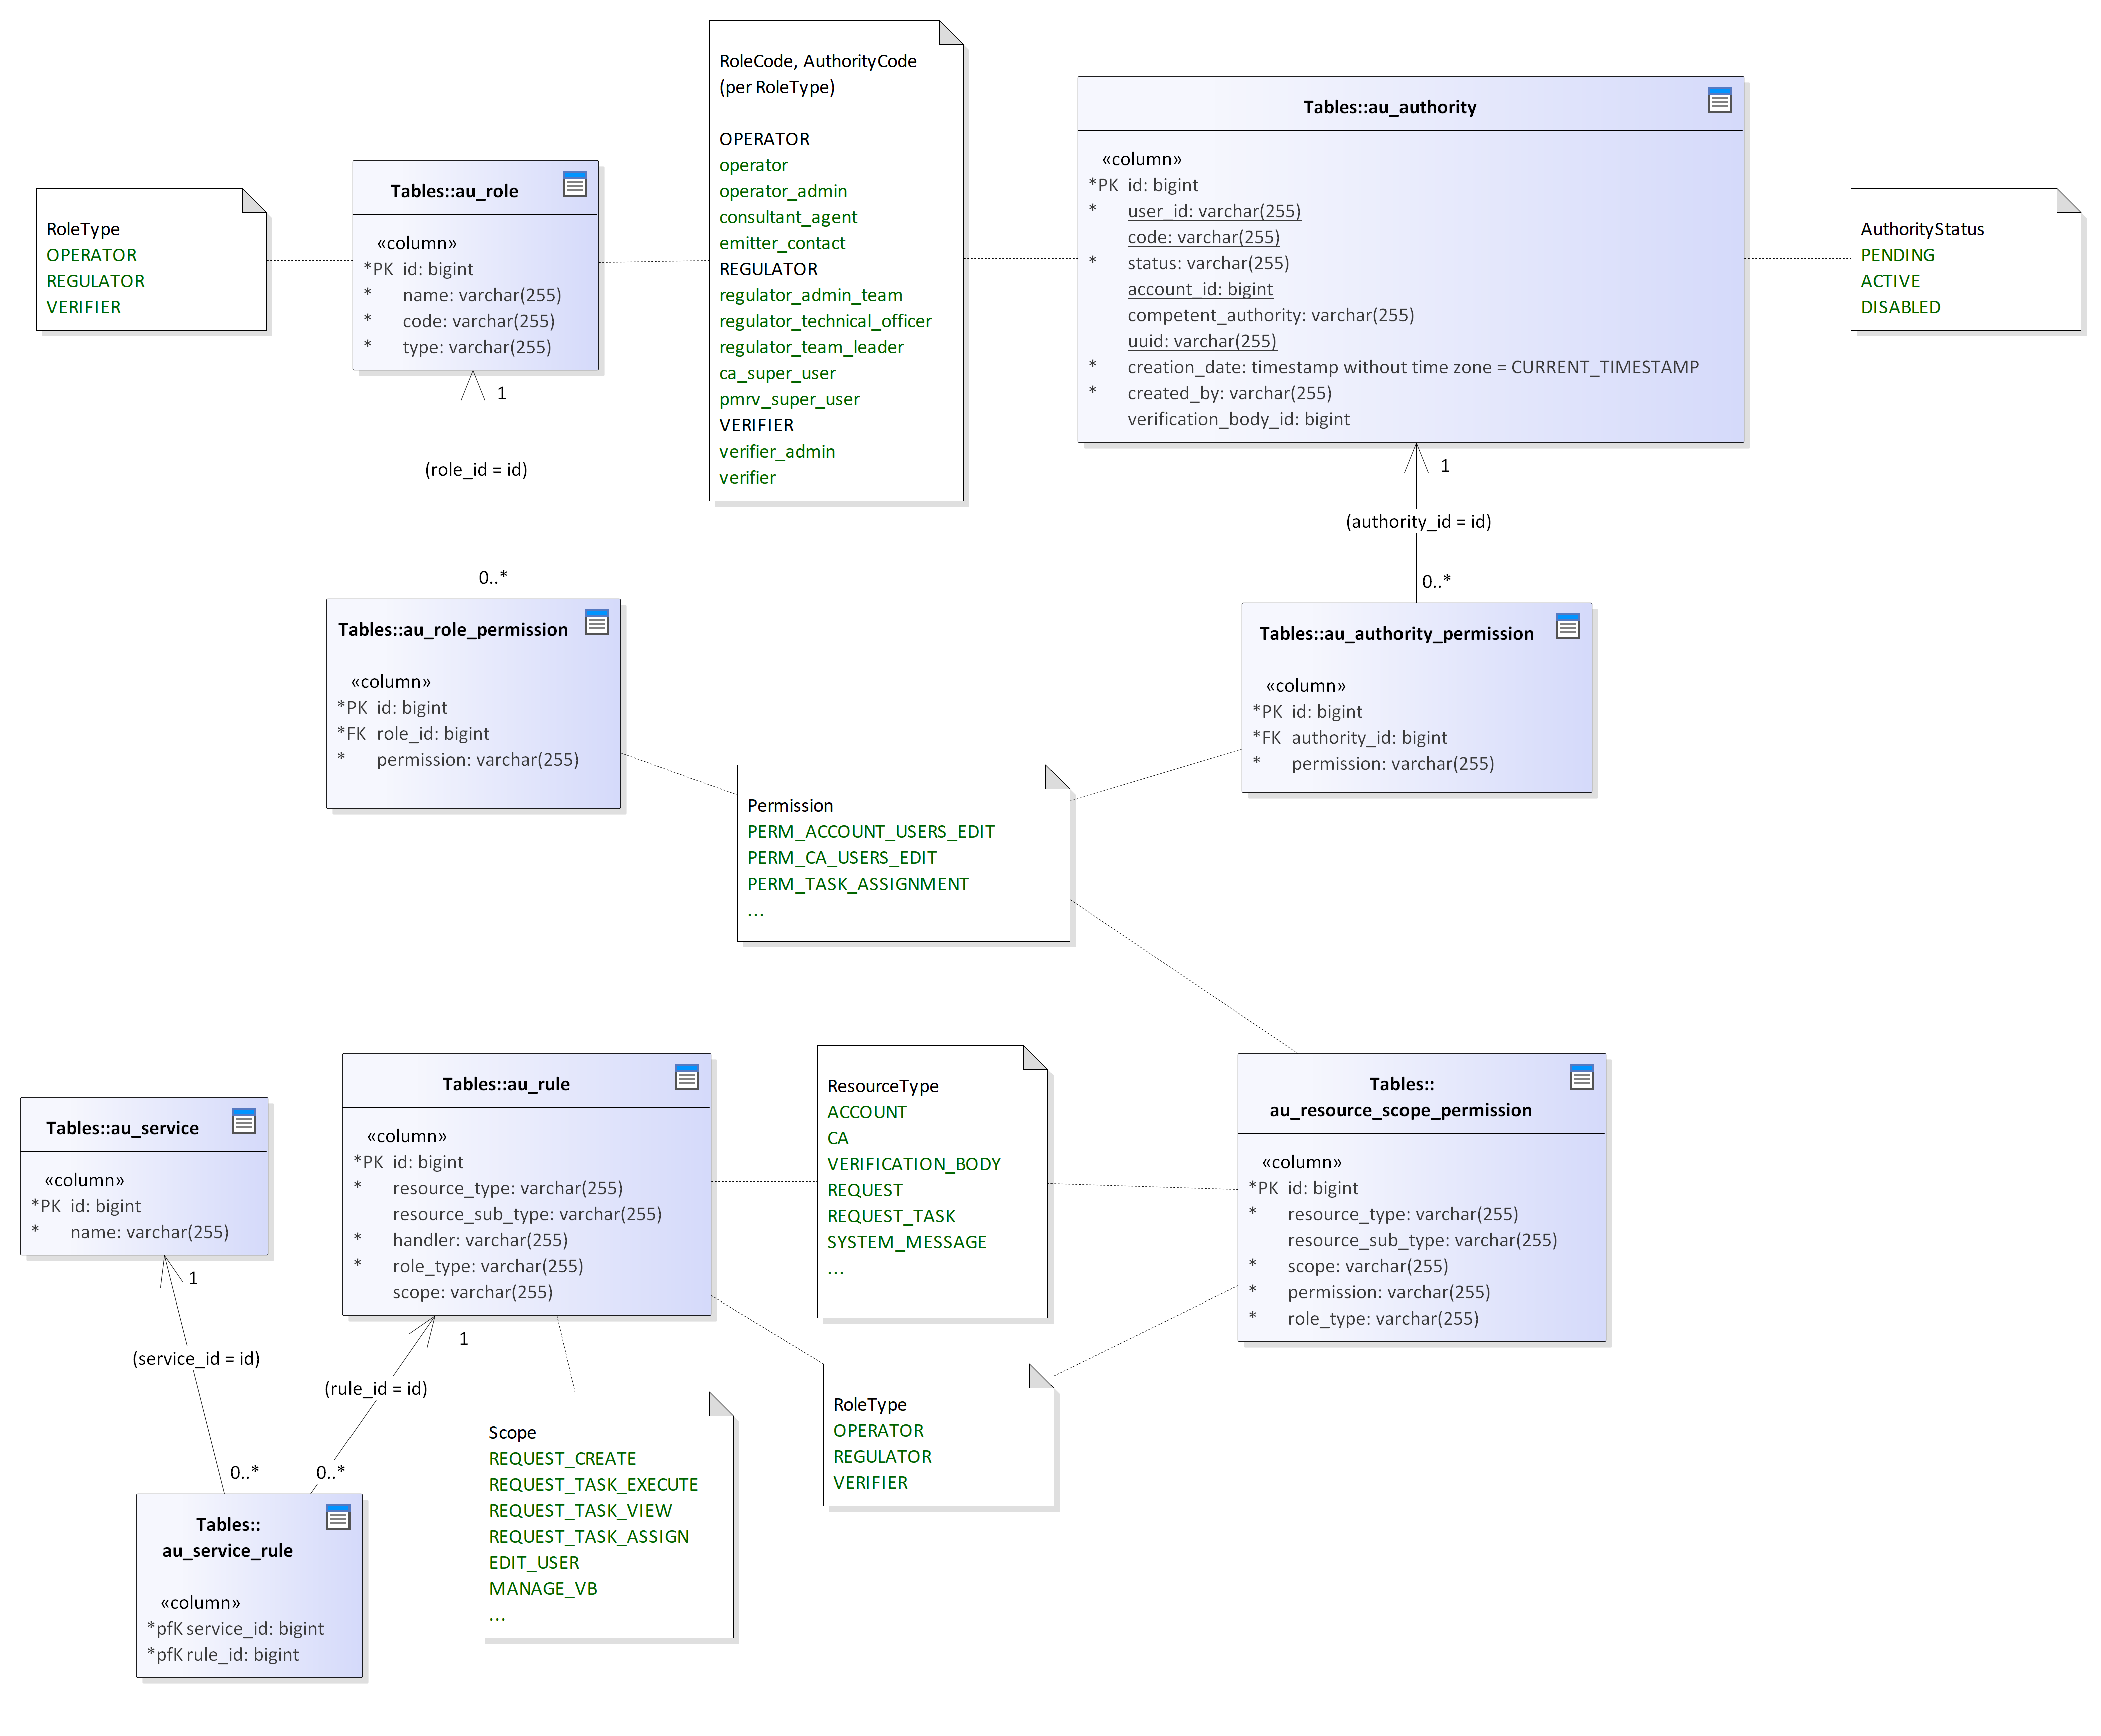 RoleCode, AuthorityCode
(per RoleType)
OPERATOR
operator
operator_admin
consultant_agent
emitter_contact
REGULATOR
regulator_admin_team
regulator_technical_officer
regulator_team_leader
ca_super_user
pmrv_super_user
VERIFIER
verifier_admin
verifier
Tables::au_authority
«column»
*PK id: bigint
* user_id: varchar(255)
code: varchar(255)
* status: varchar(255)
account_id: bigint
competent_authority: varchar(255)
uuid: varchar(255)
* creation_date: timestamp without time zone = CURRENT_TIMESTAMP
* created_by: varchar(255)
verification_body_id: bigint
Tables::au_role
«column»
*PK id: bigint
* name: varchar(255)
* code: varchar(255)
* type: varchar(255)
RoleType
OPERATOR
REGULATOR
VERIFIER
AuthorityStatus
PENDING
ACTIVE
DISABLED
1
(role_id = id)
0..*
1
(authority_id = id)
0..*
Tables::au_role_permission
«column»
*PK id: bigint
*FK role_id: bigint
* permission: varchar(255)
Tables::au_authority_permission
«column»
*PK id: bigint
*FK authority_id: bigint
* permission: varchar(255)
Permission
PERM_ACCOUNT_USERS_EDIT
PERM_CA_USERS_EDIT
PERM_TASK_ASSIGNMENT
...
Tables::au_service
«column»
*PK id: bigint
* name: varchar(255)
Tables::au_rule
«column»
*PK id: bigint
* resource_type: varchar(255)
resource_sub_type: varchar(255)
* handler: varchar(255)
* role_type: varchar(255)
scope: varchar(255)
ResourceType
ACCOUNT
CA
VERIFICATION_BODY
REQUEST
REQUEST_TASK
SYSTEM_MESSAGE
...
Tables::
au_resource_scope_permission
«column»
*PK id: bigint
* resource_type: varchar(255)
resource_sub_type: varchar(255)
* scope: varchar(255)
* permission: varchar(255)
* role_type: varchar(255)
1
(service_id = id)
0..*
1
(rule_id = id)
0..*
Scope
REQUEST_CREATE
REQUEST_TASK_EXECUTE
REQUEST_TASK_VIEW
REQUEST_TASK_ASSIGN
EDIT_USER
MANAGE_VB
...
RoleType
OPERATOR
REGULATOR
VERIFIER
Tables::
au_service_rule
«column»
*pfK service_id: bigint
*pfK rule_id: bigint